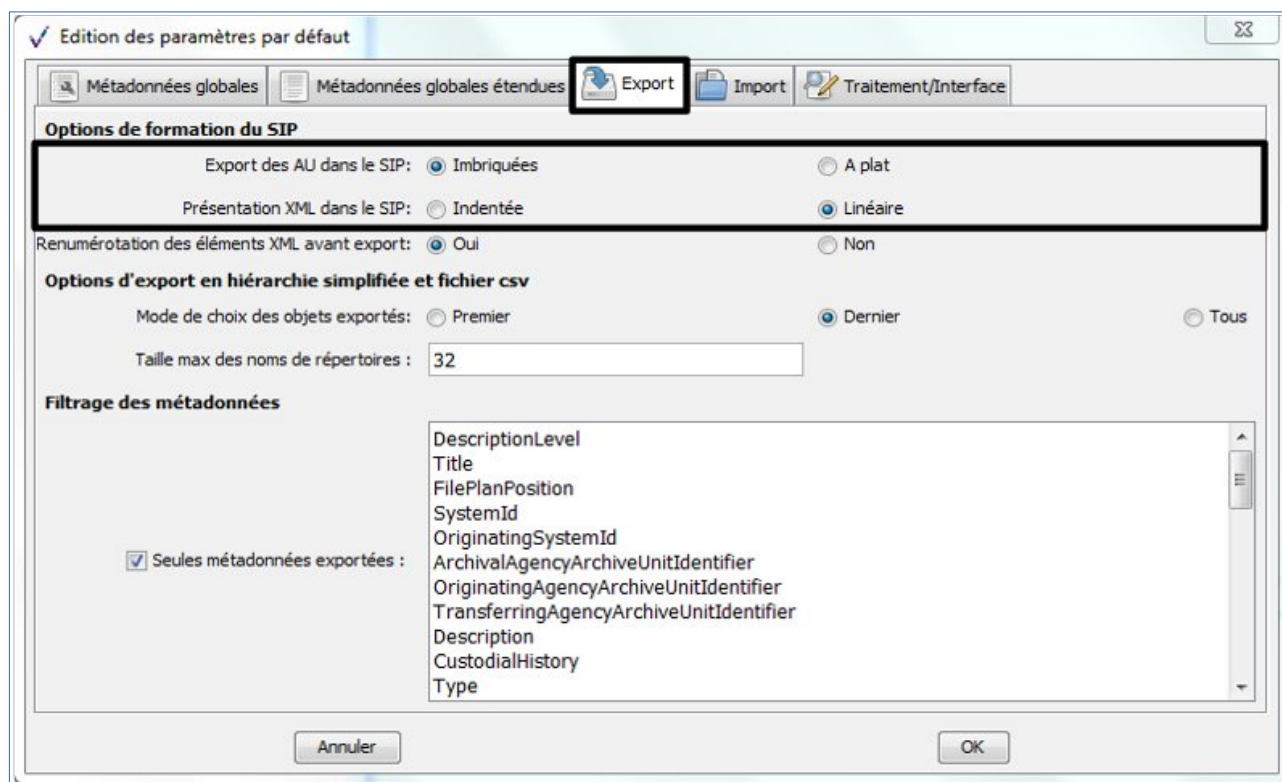 Edition des paramètres par défaut
Métadonnées globales Métadonnées globales étendues Export Import Traitement/Interface
Options de formation du SIP
Export des AU dans le SIP: Imbriquées A plat
Présentation XML dans le SIP: Indentée Linéaire
Renumérotation des éléments XML avant export: Oui Non
Options d'export en hiérarchie simplifiée et fichier csv
Mode de choix des objets exportés: Premier Dernier Tous
Taille max des noms de répertoires : 32
Filtrage des métadonnées
DescriptionLevel
Title
FilePlanPosition
SystemId
OriginatingSystemId
Seules métadonnées exportées : ArchivalAgencyArchiveUnitIdentifier
OriginatingAgencyArchiveUnitIdentifier
TransferringAgencyArchiveUnitIdentifier
Description
CustodialHistory
Type
Annuler OK